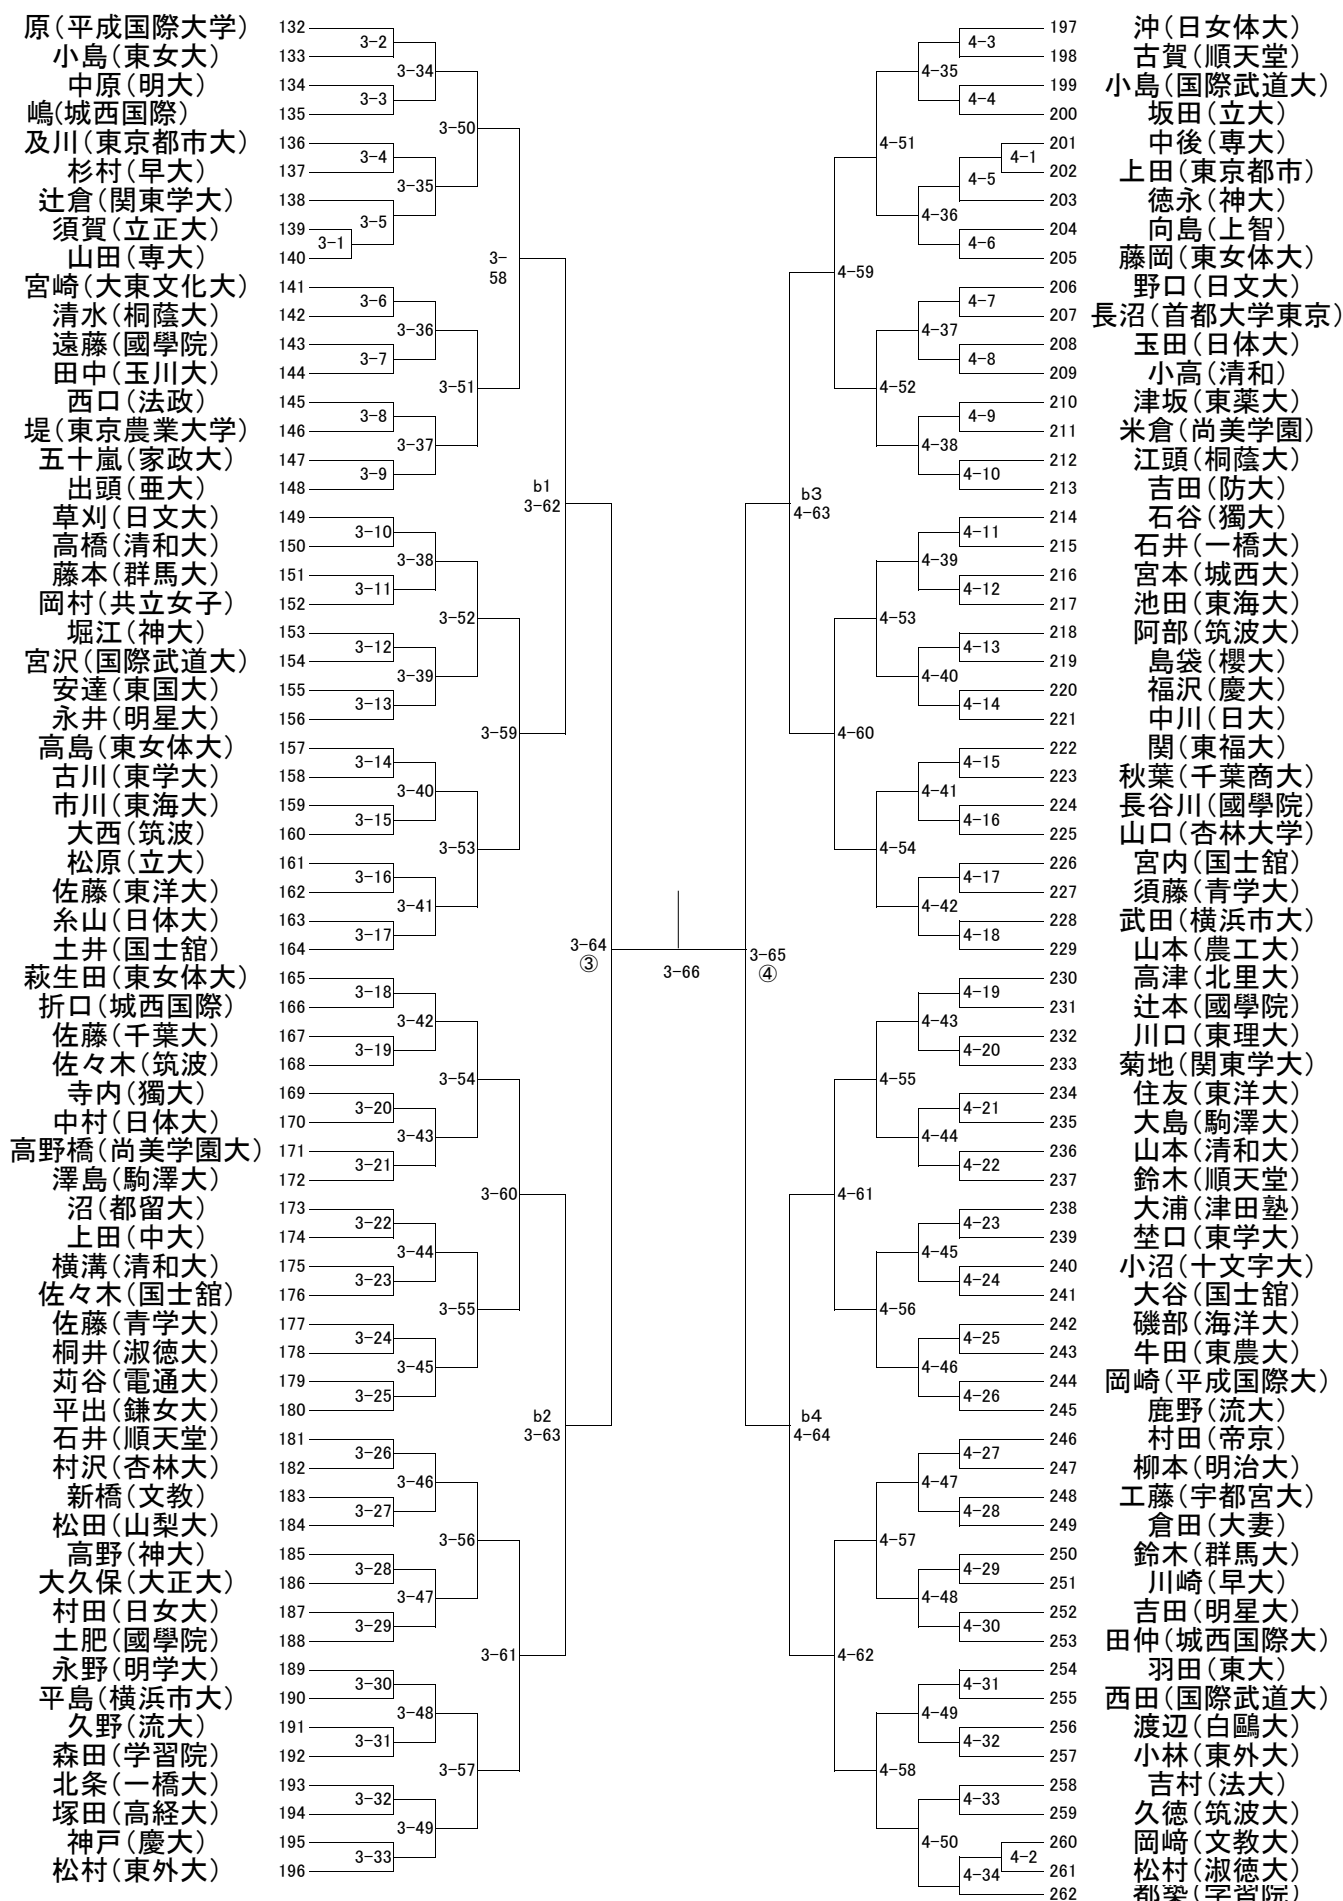 原(平成国際大学) 132
小島(東女大) 133
中原(明大) 134
嶋(城西国際) 135
及川(東京都市大) 136
杉村(早大) 137
辻倉(関東学大) 138
須賀(立正大) 139
山田(専大) 140
宮崎(大東文化大) 141
清水(桐蔭大) 142
遠藤(國學院) 143
田中(玉川大) 144
西口(法政) 145
堤(東京農業大学) 146
五十嵐(家政大) 147
出頭(亜大) 148
草刈(日文大) 149
高橋(清和大) 150
藤本(群馬大) 151
岡村(共立女子) 152
堀江(神大) 153
宮沢(国際武道大) 154
安達(東国大) 155
永井(明星大) 156
高島(東女体大) 157
古川(東学大) 158
市川(東海大) 159
大西(筑波) 160
松原(立大) 161
佐藤(東洋大) 162
糸山(日体大) 163
土井(国士舘) 164
萩生田(東女体大) 165
折口(城西国際) 166
佐藤(千葉大) 167
佐々木(筑波) 168
寺内(獨大) 169
中村(日体大) 170
高野橋(尚美学園大) 171
澤島(駒澤大) 172
沼(都留大) 173
上田(中大) 174
横溝(清和大) 175
佐々木(国士舘) 176
佐藤(青学大) 177
桐井(淑徳大) 178
苅谷(電通大) 179
平出(鎌女大) 180
石井(順天堂) 181
村沢(杏林大) 182
新橋(文教) 183
松田(山梨大) 184
高野(神大) 185
大久保(大正大) 186
村田(日女大) 187
土肥(國學院) 188
永野(明学大) 189
平島(横浜市大) 190
久野(流大) 191
森田(学習院) 192
北条(一橋大) 193
塚田(高経大) 194
神戸(慶大) 195
松村(東外大) 196
3-1
3-2
3-3
3-4
3-5
3-6
3-7
3-8
3-9
3-10
3-11
3-12
3-13
3-14
3-15
3-16
3-17
3-18
3-19
3-20
3-21
3-22
3-23
3-24
3-25
3-26
3-27
3-28
3-29
3-30
3-31
3-32
3-33
3-34
3-35
3-36
3-37
3-38
3-39
3-40
3-41
3-42
3-43
3-44
3-45
3-46
3-47
3-48
3-49
3-50
3-51
3-52
3-53
3-54
3-55
3-56
3-57
3-
58
3-59
3-60
3-61
b1
3-62
b2
3-63
3-64
③
3-66
3-65
④
b3
4-63
b4
4-64
4-59
4-60
4-61
4-62
4-51
4-52
4-53
4-54
4-55
4-56
4-57
4-58
4-35
4-36
4-37
4-38
4-39
4-40
4-41
4-42
4-43
4-44
4-45
4-46
4-47
4-48
4-49
4-50
4-3
4-4
4-5
4-6
4-7
4-8
4-9
4-10
4-11
4-12
4-13
4-14
4-15
4-16
4-17
4-18
4-19
4-20
4-21
4-22
4-23
4-24
4-25
4-26
4-27
4-28
4-29
4-30
4-31
4-32
4-33
4-34
4-1
4-2
197 沖(日女体大)
198 古賀(順天堂)
199 小島(国際武道大)
200 坂田(立大)
201 中後(専大)
202 上田(東京都市)
203 徳永(神大)
204 向島(上智)
205 藤岡(東女体大)
206 野口(日文大)
207 長沼(首都大学東京)
208 玉田(日体大)
209 小高(清和)
210 津坂(東薬大)
211 米倉(尚美学園)
212 江頭(桐蔭大)
213 吉田(防大)
214 石谷(獨大)
215 石井(一橋大)
216 宮本(城西大)
217 池田(東海大)
218 阿部(筑波大)
219 島袋(櫻大)
220 福沢(慶大)
221 中川(日大)
222 関(東福大)
223 秋葉(千葉商大)
224 長谷川(國學院)
225 山口(杏林大学)
226 宮内(国士舘)
227 須藤(青学大)
228 武田(横浜市大)
229 山本(農工大)
230 高津(北里大)
231 辻本(國學院)
232 川口(東理大)
233 菊地(関東学大)
234 住友(東洋大)
235 大島(駒澤大)
236 山本(清和大)
237 鈴木(順天堂)
238 大浦(津田塾)
239 埜口(東学大)
240 小沼(十文字大)
241 大谷(国士舘)
242 磯部(海洋大)
243 牛田(東農大)
244 岡崎(平成国際大)
245 鹿野(流大)
246 村田(帝京)
247 柳本(明治大)
248 工藤(宇都宮大)
249 倉田(大妻)
250 鈴木(群馬大)
251 川崎(早大)
252 吉田(明星大)
253 田仲(城西国際大)
254 羽田(東大)
255 西田(国際武道大)
256 渡辺(白鷗大)
257 小林(東外大)
258 吉村(法大)
259 久徳(筑波大)
260 岡﨑(文教大)
261 松村(淑徳大)
262 都築(学習院)